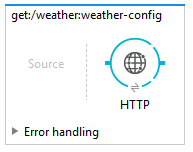 get:/weather:weather-config
Source
HTTP
Error handling